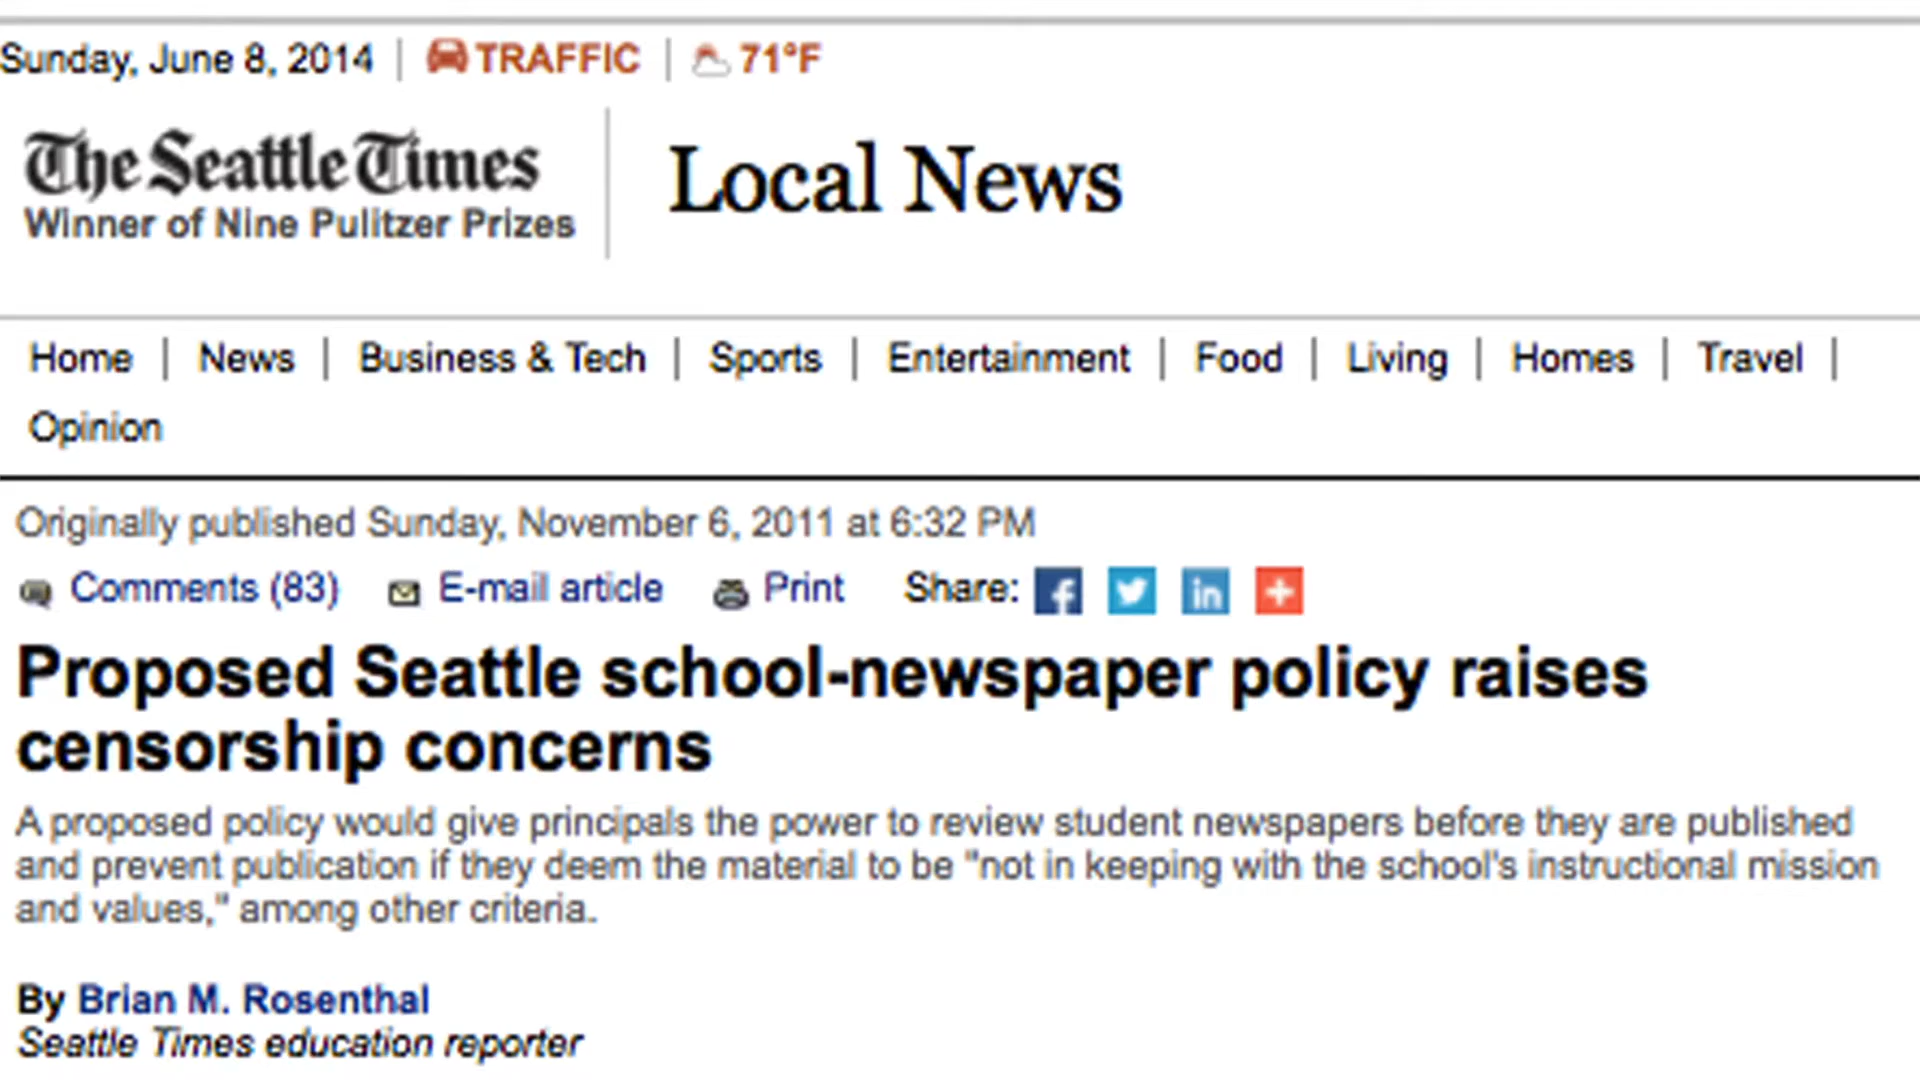 Sunday, June 8, 2014 | TRAFFIC | 71°F
The Seattle Times
Winner of Nine Pulitzer Prizes
Local News
Home | News | Business & Tech | Sports | Entertainment | Food | Living | Homes | Travel |
Opinion
Originally published Sunday, November 6, 2011 at 6:32 PM
Comments (83) E-mail article Print Share:
Proposed Seattle school-newspaper policy raises
censorship concerns
A proposed policy would give principals the power to review student newspapers before they are published
and prevent publication if they deem the material to be "not in keeping with the school's instructional mission
and values," among other criteria.
By Brian M. Rosenthal
Seattle Times education reporter